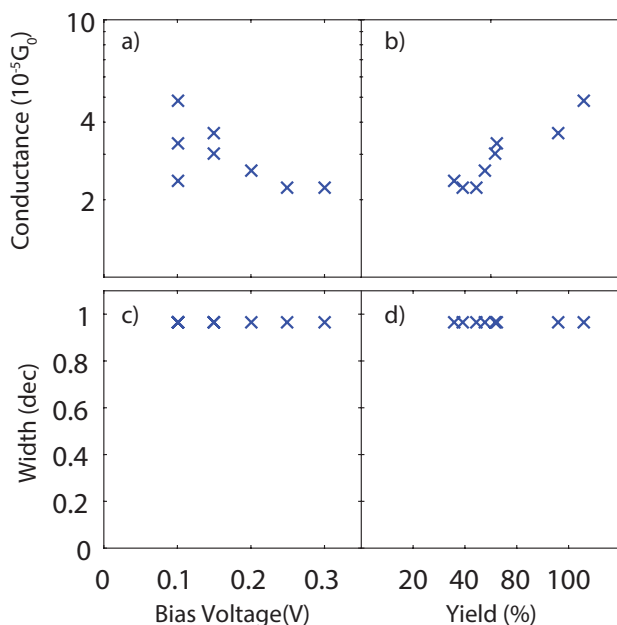 10
a)
b)
4
2
Conductance (10⁻⁵G₀)
1
c)
d)
0.8
0.6
0.4
0.2
0
Width (dec)
0 0.1 0.2 0.3 20 40 60 80 100
Bias Voltage(V) Yield (%)